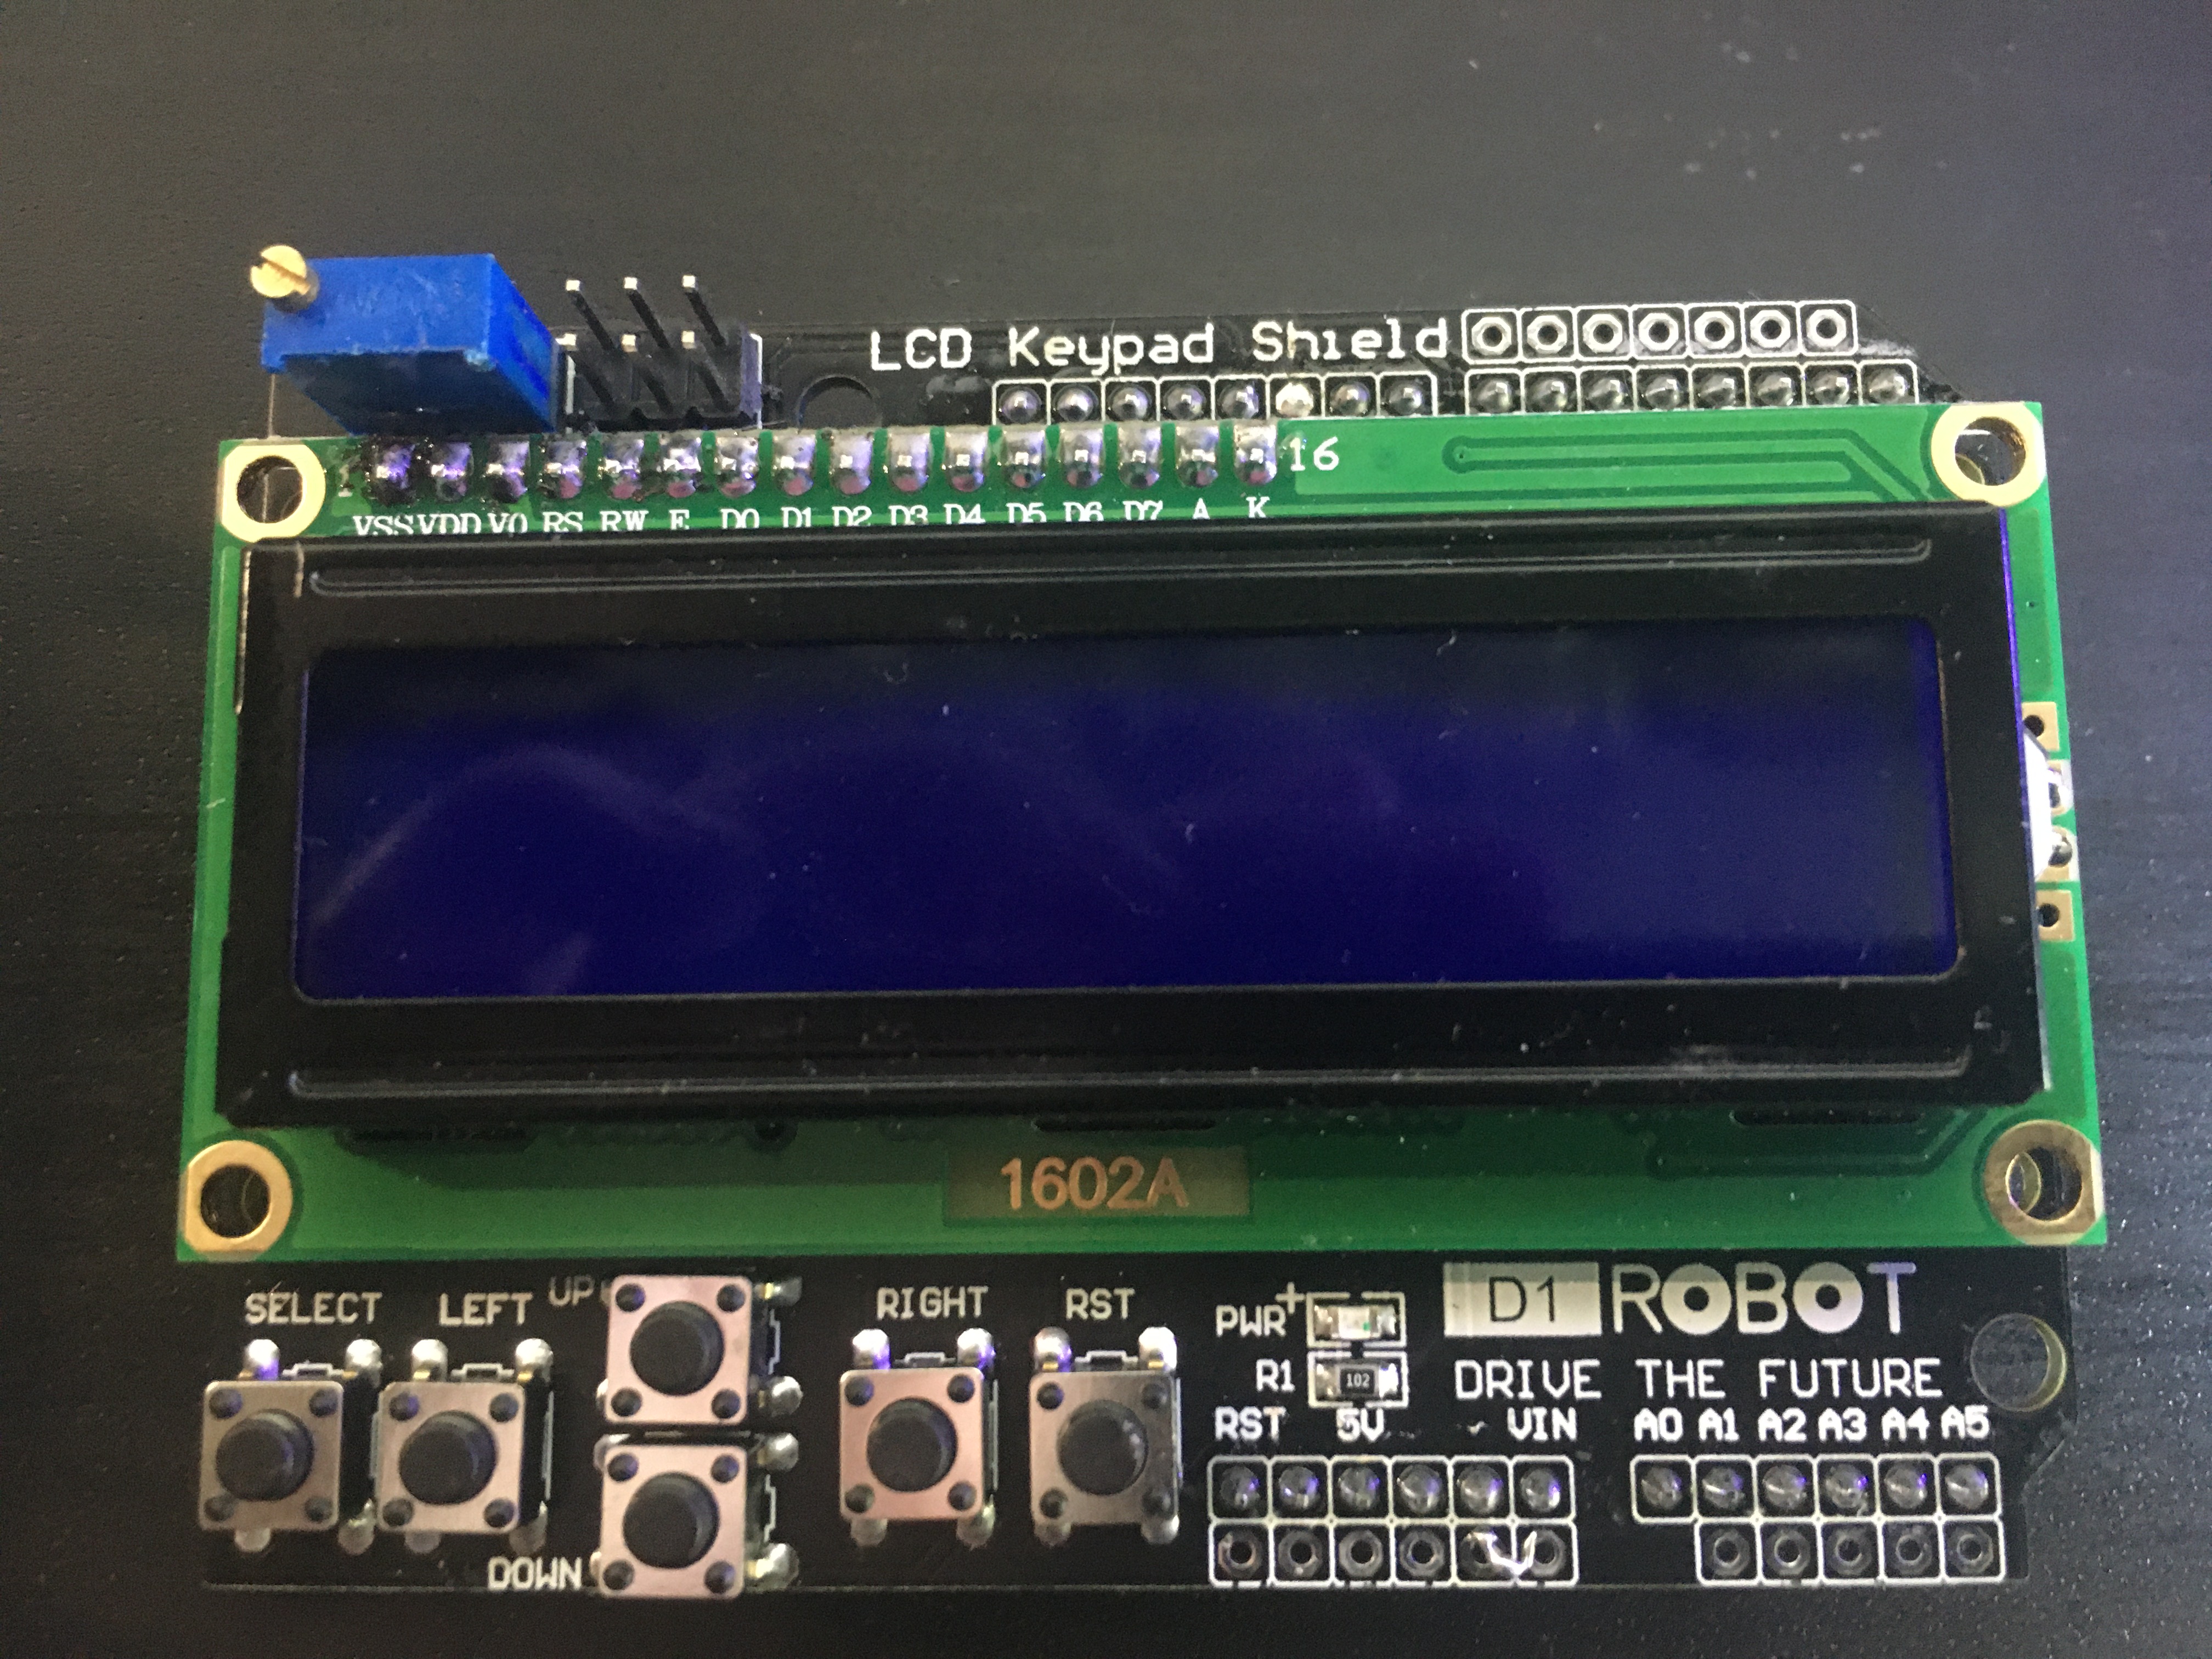 LCD Keypad Shield
1 16
VSS VDD V0 RS RW E D0 D1 D2 D3 D4 D5 D6 D7 A K
1602A
SELECT LEFT UP RIGHT RST PWR + D1 ROBOT
R1 102 DRIVE THE FUTURE
RST 5V VIN A0 A1 A2 A3 A4 A5
DOWN